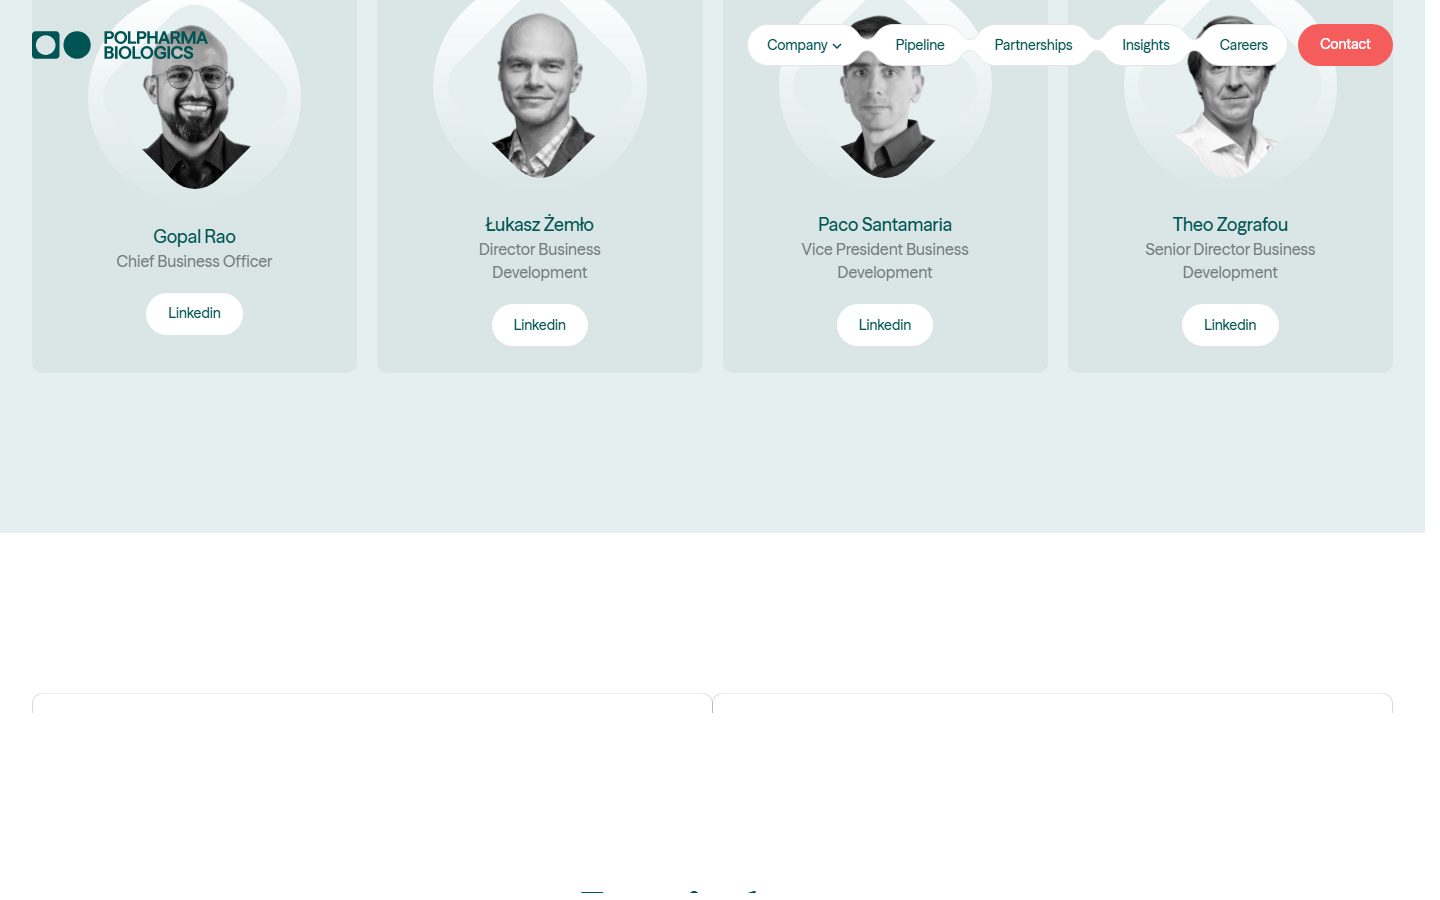 POLPHARMA
BIOLOGICS
Company
Pipeline
Partnerships
Insights
Careers
Contact
Gopal Rao
Chief Business Officer
Linkedin
Łukasz Żemło
Director Business
Development
Linkedin
Paco Santamaria
Vice President Business
Development
Linkedin
Theo Zografou
Senior Director Business
Development
Linkedin